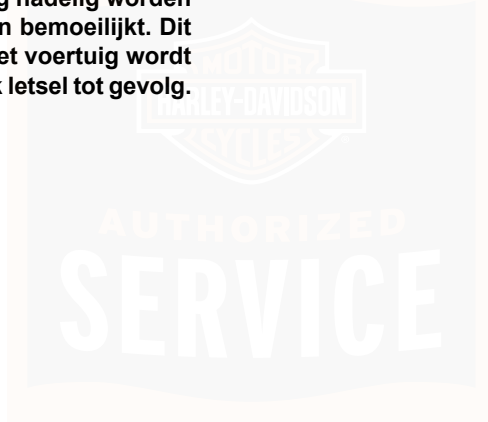 g nadelig worden
n bemoeilijkt. Dit
et voertuig wordt
k letsel tot gevolg.
MOTOR
HARLEY-DAVIDSON
CYCLES
AUTHORIZED
SERVICE